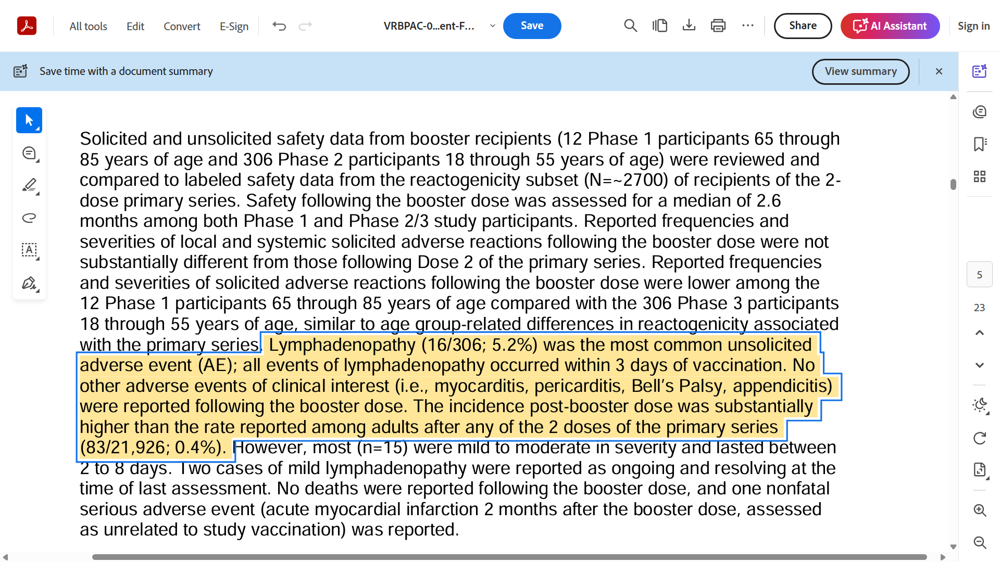 All tools Edit Convert E-Sign VRBPAC-0...ent-F... Save Share AI Assistant Sign in
Save time with a document summary View summary
Solicited and unsolicited safety data from booster recipients (12 Phase 1 participants 65 through
85 years of age and 306 Phase 2 participants 18 through 55 years of age) were reviewed and
compared to labeled safety data from the reactogenicity subset (N=~2700) of recipients of the 2-
dose primary series. Safety following the booster dose was assessed for a median of 2.6
months among both Phase 1 and Phase 2/3 study participants. Reported frequencies and
severities of local and systemic solicited adverse reactions following the booster dose were not
substantially different from those following Dose 2 of the primary series. Reported frequencies
and severities of solicited adverse reactions following the booster dose were lower among the
12 Phase 1 participants 65 through 85 years of age compared with the 306 Phase 3 participants
18 through 55 years of age, similar to age group-related differences in reactogenicity associated
with the primary series. Lymphadenopathy (16/306; 5.2%) was the most common unsolicited
adverse event (AE); all events of lymphadenopathy occurred within 3 days of vaccination. No
other adverse events of clinical interest (i.e., myocarditis, pericarditis, Bell's Palsy, appendicitis)
were reported following the booster dose. The incidence post-booster dose was substantially
higher than the rate reported among adults after any of the 2 doses of the primary series
(83/21,926; 0.4%). However, most (n=15) were mild to moderate in severity and lasted between
2 to 8 days. Two cases of mild lymphadenopathy were reported as ongoing and resolving at the
time of last assessment. No deaths were reported following the booster dose, and one nonfatal
serious adverse event (acute myocardial infarction 2 months after the booster dose, assessed
as unrelated to study vaccination) was reported.
5
23